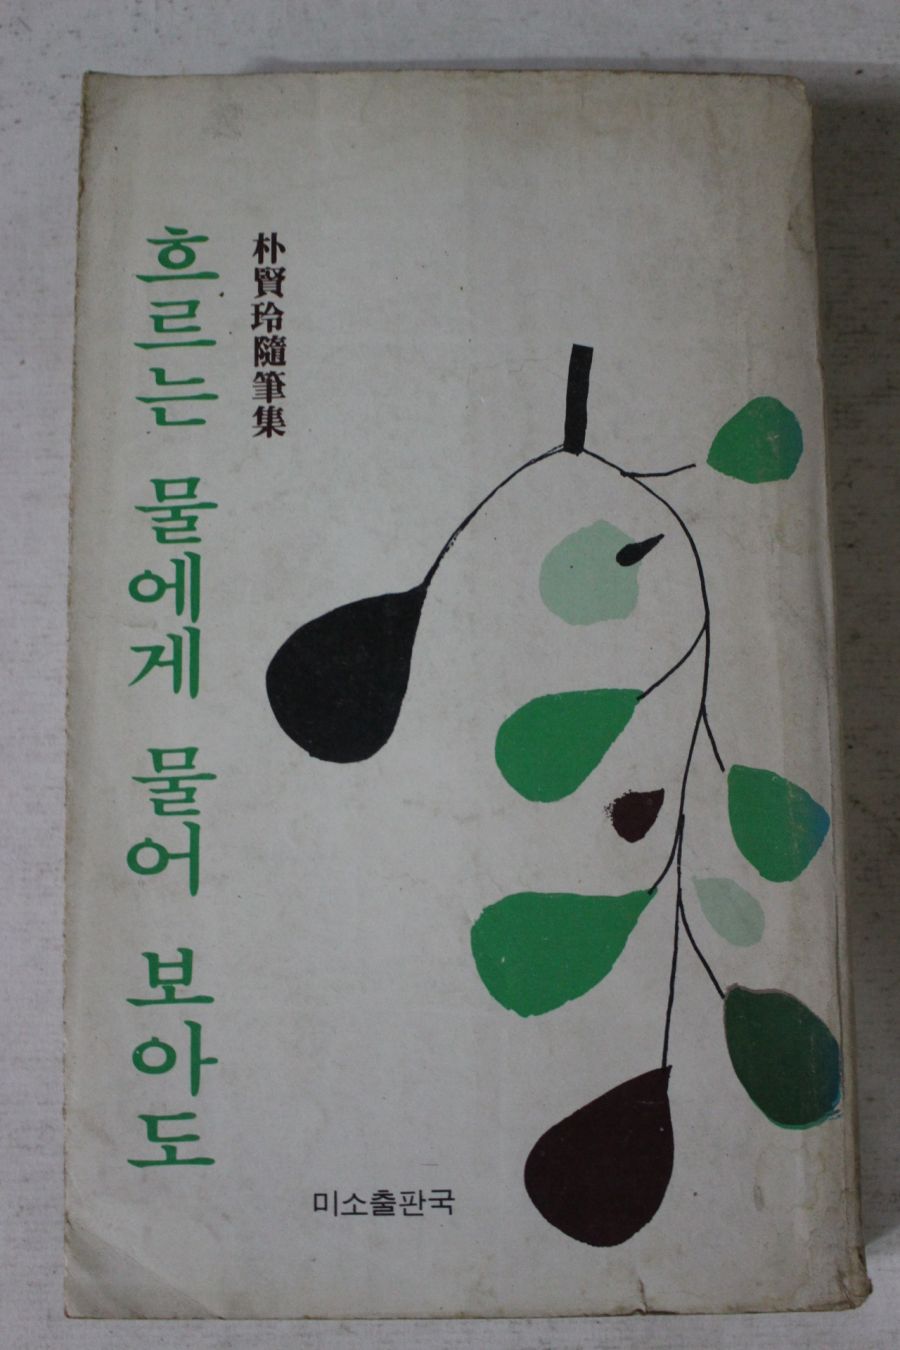 흐르는 물에게 물어 보아도
朴賢玲隨筆集
미소출판국